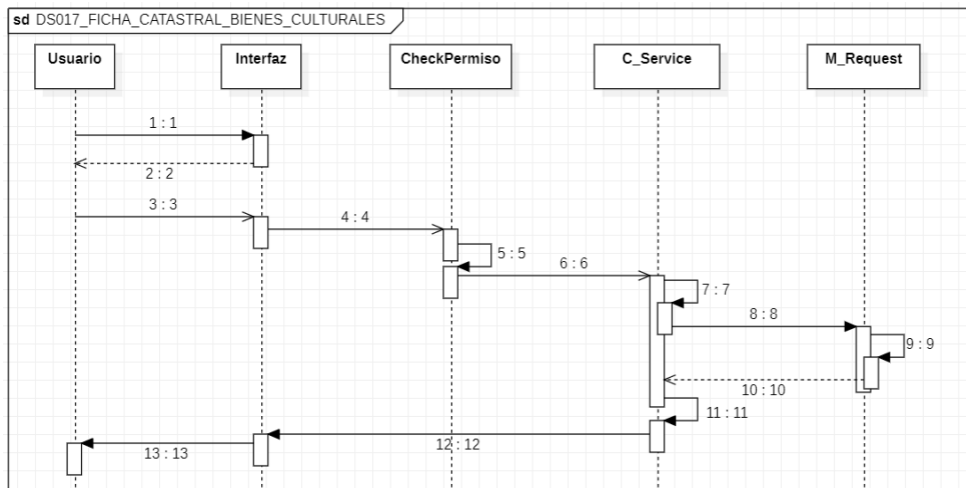 sd DS017_FICHA_CATASTRAL_BIENES_CULTURALES
Usuario Interfaz CheckPermiso C_Service M_Request
1 : 1
2 : 2
3 : 3
4 : 4
5 : 5
6 : 6
7 : 7
8 : 8
9 : 9
10 : 10
11 : 11
12 : 12
13 : 13